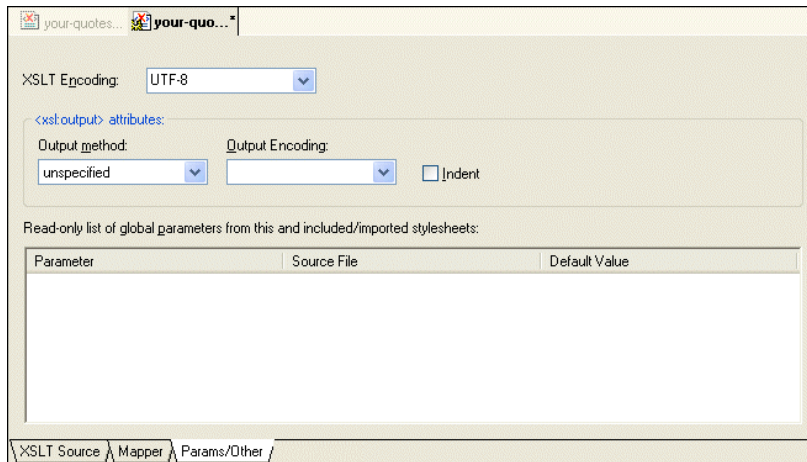 your-quotes... your-quo...*
XSLT Encoding: UTF-8
<xsl:output> attributes:
Output method: Output Encoding:
unspecified Indent
Read-only list of global parameters from this and included/imported stylesheets:
Parameter Source File Default Value
XSLT Source Mapper Params/Other